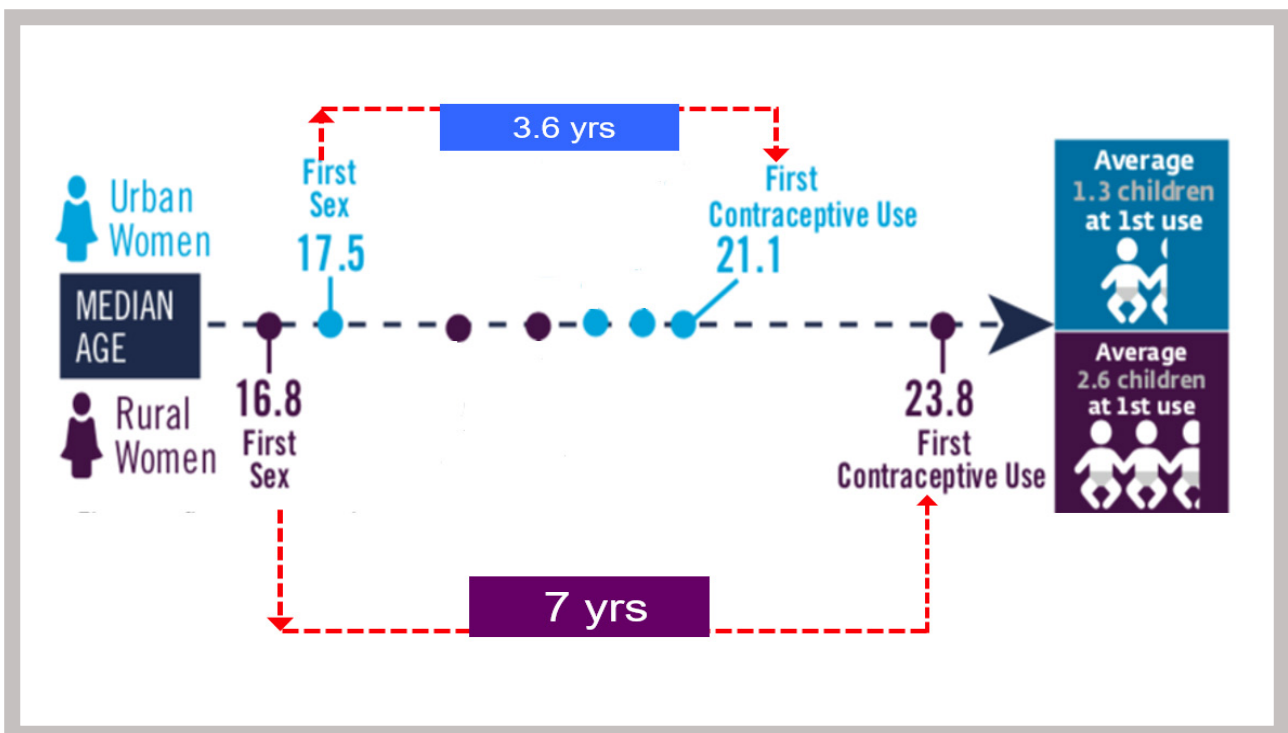 3.6 yrs
Urban
Women
First
Sex
17.5
First
Contraceptive Use
21.1
Average
1.3 children
at 1st use
MEDIAN
AGE
Rural
Women
16.8
First
Sex
23.8
First
Contraceptive Use
Average
2.6 children
at 1st use
7 yrs